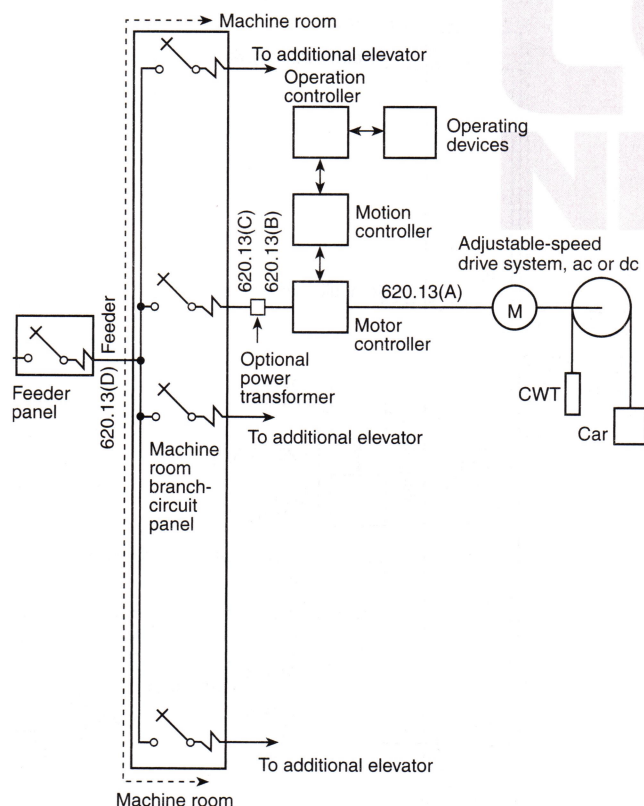 Machine room
To additional elevator
Operation
controller
Operating
devices
620.13(C)
620.13(B)
Motion
controller
Adjustable-speed
drive system, ac or dc
620.13(A)
M
Motor
controller
Feeder
620.13(D)
Feeder
panel
Optional
power
transformer
CWT
Car
To additional elevator
Machine
room
branch-
circuit
panel
To additional elevator
Machine room